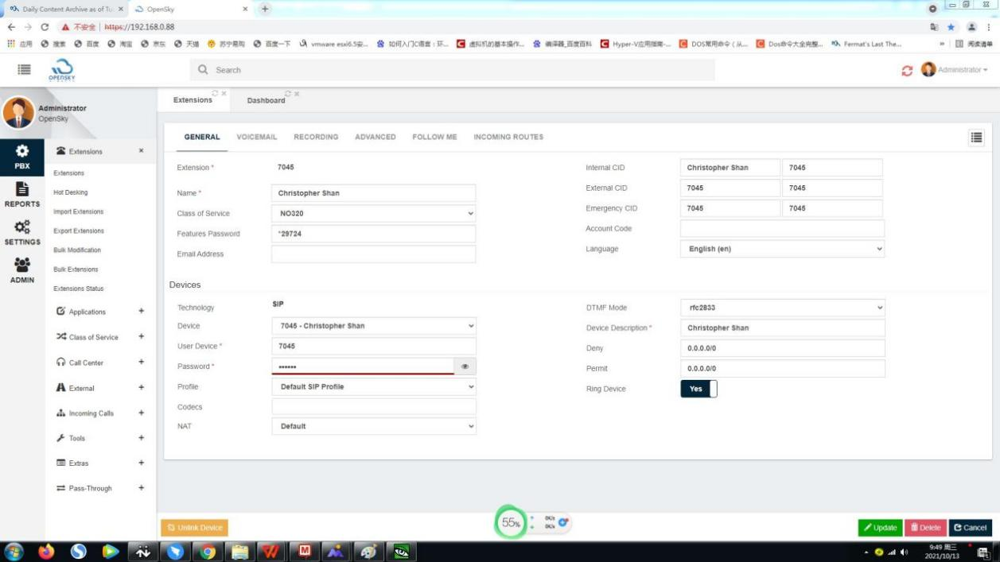 Daily Content Archive as of Tu
OpenSky
不安全 | https://192.168.0.88
应用 搜索 百度 淘宝 京东 天猫 苏宁易购 百度一下 vmware esxi6.5安... 如何入门C语言：环... 虚拟机的基本操作... 编译器_百度百科 Hyper-V应用指南-... DOS常用命令（从... Dos命令大全完整... Fermat's Last The... » 阅读清单
OPENSKY
Search
Administrator
Administrator
OpenSky
Extensions
Dashboard
PBX
REPORTS
SETTINGS
ADMIN
Extensions
Extensions
Hot Desking
Import Extensions
Export Extensions
Bulk Modification
Bulk Extensions
Extensions Status
Applications +
Class of Service +
Call Center +
External +
Incoming Calls +
Tools +
Extras +
Pass-Through +
GENERAL VOICEMAIL RECORDING ADVANCED FOLLOW ME INCOMING ROUTES
Extension * 7045
Name * Christopher Shan
Class of Service NO320
Features Password *29724
Email Address
Internal CID Christopher Shan 7045
External CID 7045 7045
Emergency CID 7045 7045
Account Code
Language English (en)
Devices
Technology SIP
Device 7045 - Christopher Shan
User Device * 7045
Password * ••••••
Profile Default SIP Profile
Codecs
NAT Default
DTMF Mode rfc2833
Device Description * Christopher Shan
Deny 0.0.0.0/0
Permit 0.0.0.0/0
Ring Device Yes
Unlink Device
55%
0K/s
0K/s
Update Delete Cancel
9:49 周三
2021/10/13